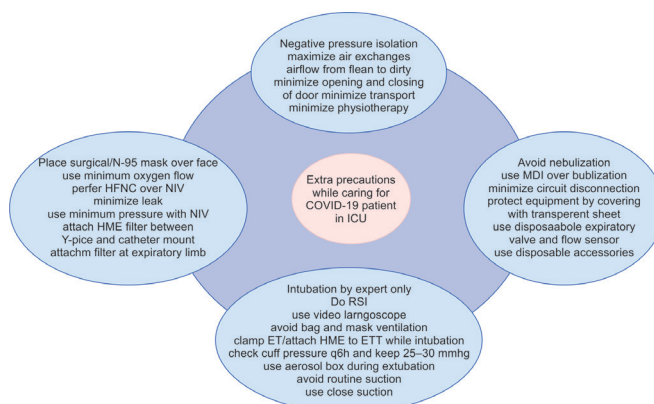 Negative pressure isolation
maximize air exchanges
airflow from flean to dirty
minimize opening and closing
of door minimize transport
minimize physiotherapy
Place surgical/N-95 mask over face
use minimum oxygen flow
perfer HFNC over NIV
minimize leak
use minimum pressure with NIV
attach HME filter between
Y-pice and catheter mount
attachm filter at expiratory limb
Extra precautions
while caring for
COVID-19 patient
in ICU
Avoid nebulization
use MDI over bublization
minimize circuit disconnection
protect equipment by covering
with transperent sheet
use disposaabole expiratory
valve and flow sensor
use disposable accessories
Intubation by expert only
Do RSI
use video larngoscope
avoid bag and mask ventilation
clamp ET/attach HME to ETT while intubation
check cuff pressure q6h and keep 25–30 mmhg
use aerosol box during extubation
avoid routine suction
use close suction